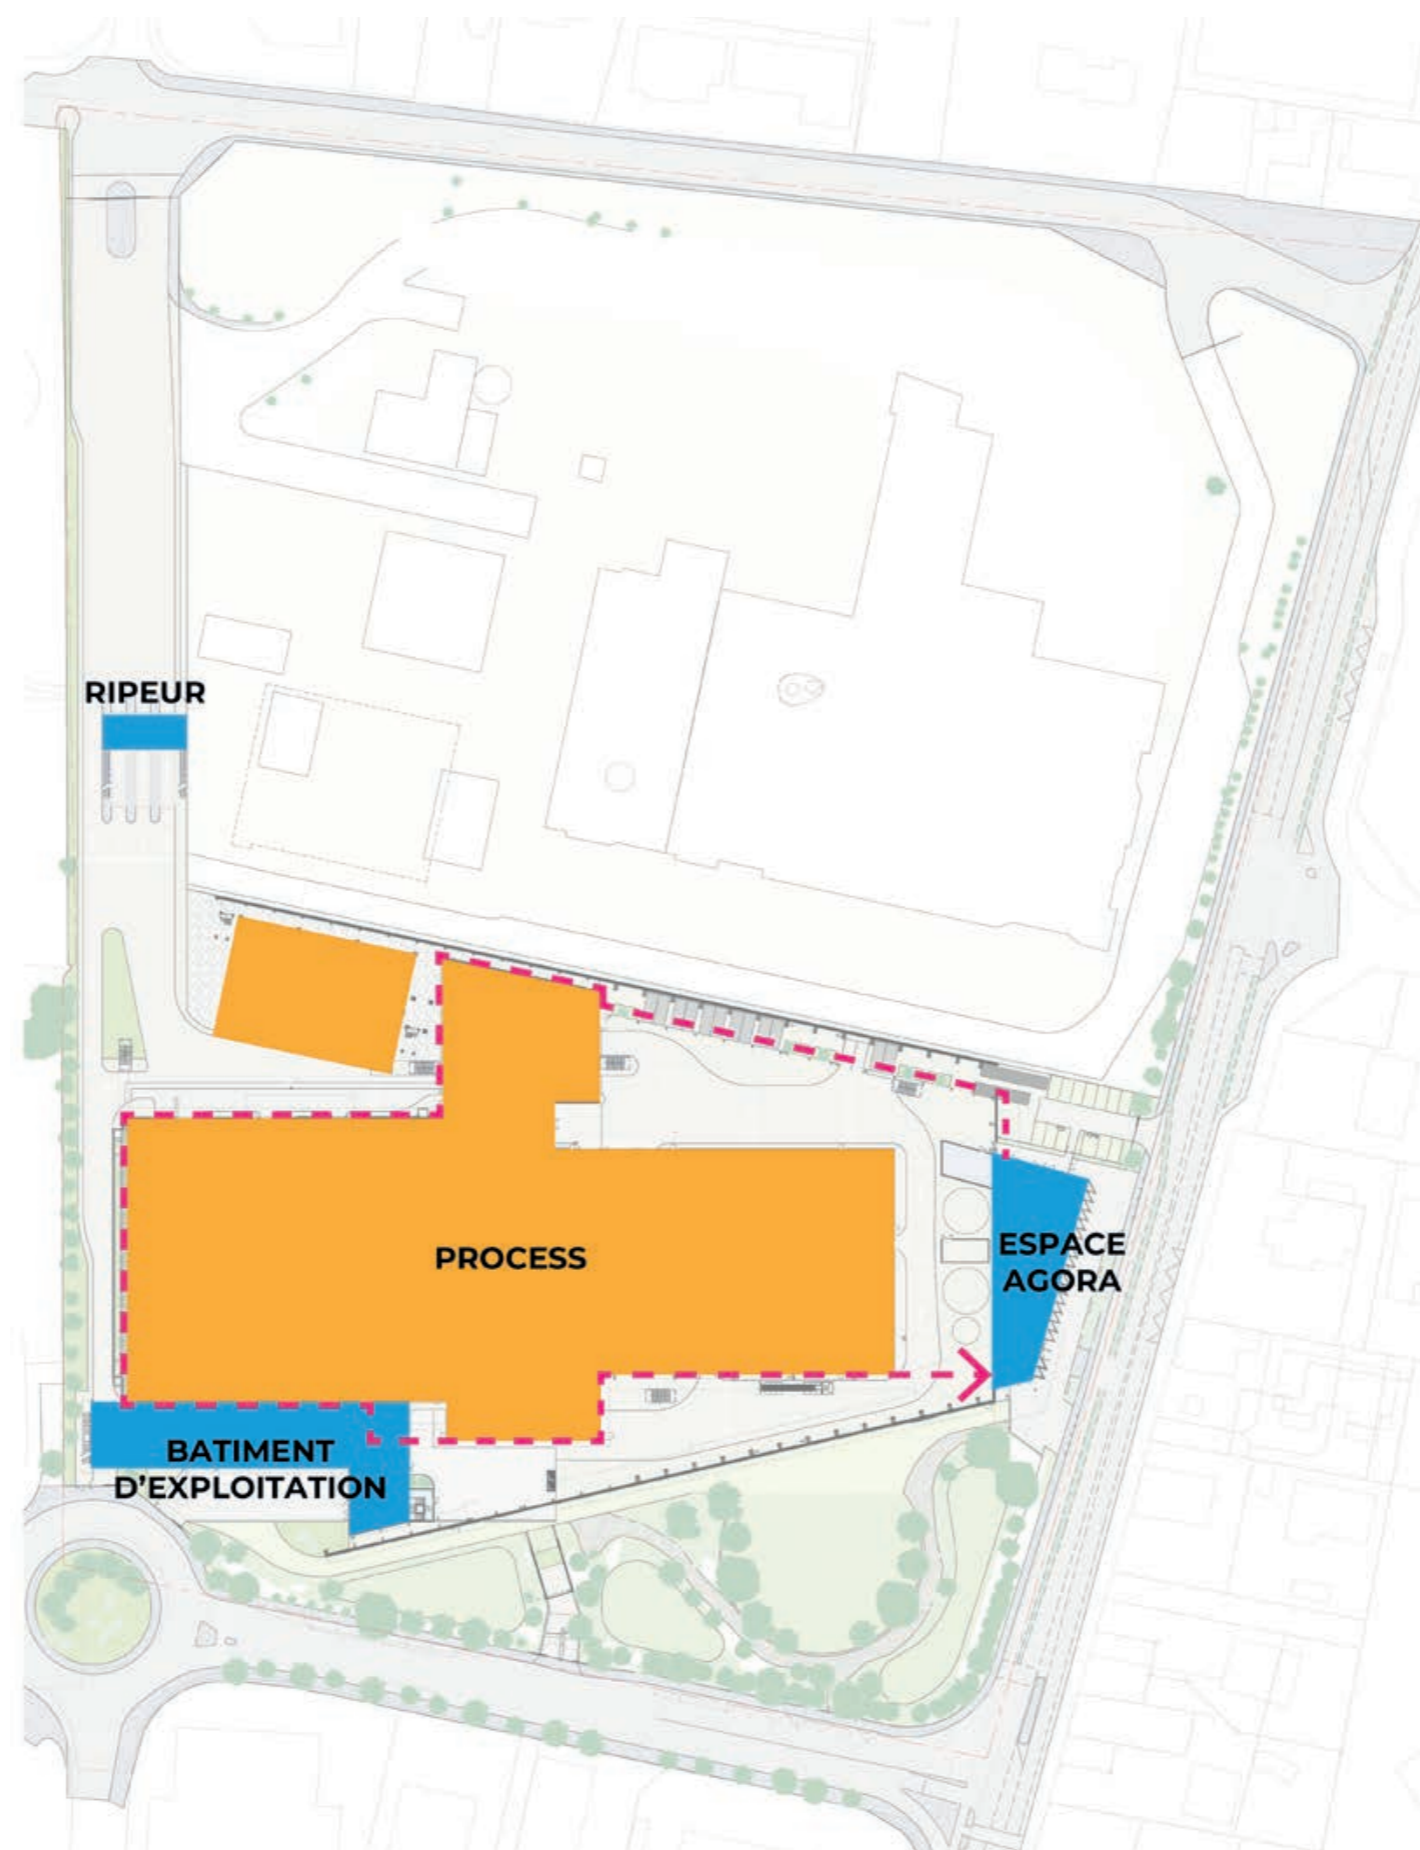 RIPEUR
PROCESS
ESPACE
AGORA
BATIMENT
D'EXPLOITATION